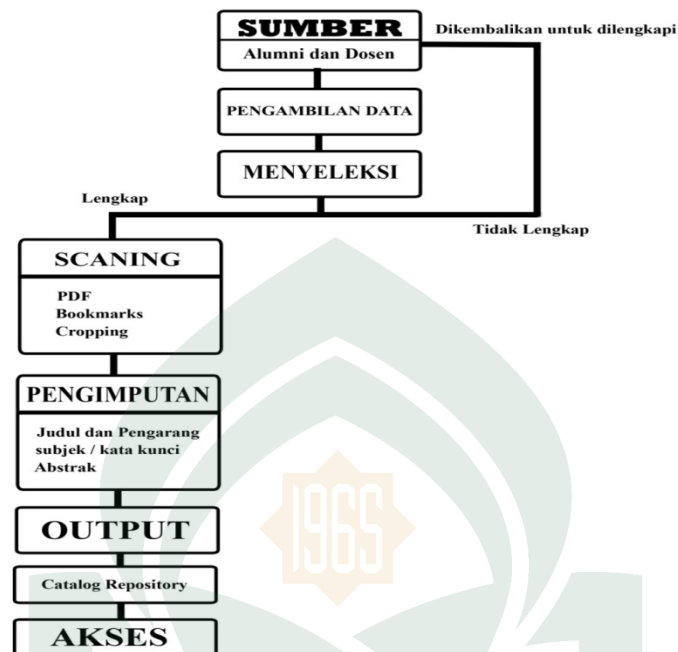 SUMBER
Dikembalikan untuk dilengkapi
Alumni dan Dosen
PENGAMBILAN DATA
MENYELEKSI
Lengkap
Tidak Lengkap
SCANING
PDF
Bookmarks
Cropping
PENGIMPUTAN
Judul dan Pengarang
subjek / kata kunci
Abstrak
1965
OUTPUT
Catalog Repository
AKSES